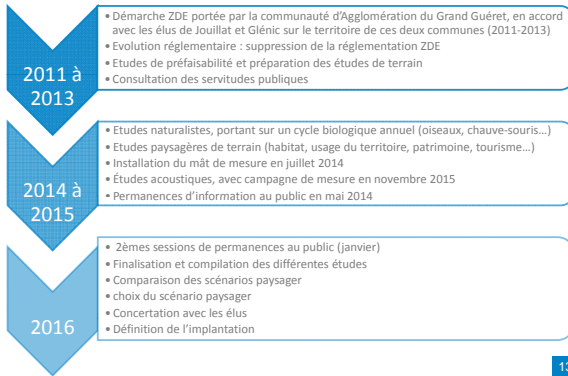 2011 à
2013
• Démarche ZDE portée par la communauté d'Agglomération du Grand Guéret, en accord
avec les élus de Jouillat et Glénic sur le territoire de ces deux communes (2011-2013)
• Evolution réglementaire : suppression de la réglementation ZDE
• Etudes de préfaisabilité et préparation des études de terrain
• Consultation des servitudes publiques
2014 à
2015
• Etudes naturalistes, portant sur un cycle biologique annuel (oiseaux, chauve-souris…)
• Etudes paysagères de terrain (habitat, usage du territoire, patrimoine, tourisme…)
• Installation du mât de mesure en juillet 2014
• Études acoustiques, avec campagne de mesure en novembre 2015
• Permanences d'information au public en mai 2014
2016
• 2èmes sessions de permanences au public (janvier)
• Finalisation et compilation des différentes études
• Comparaison des scénarios paysager
• choix du scénario paysager
• Concertation avec les élus
• Définition de l'implantation
13